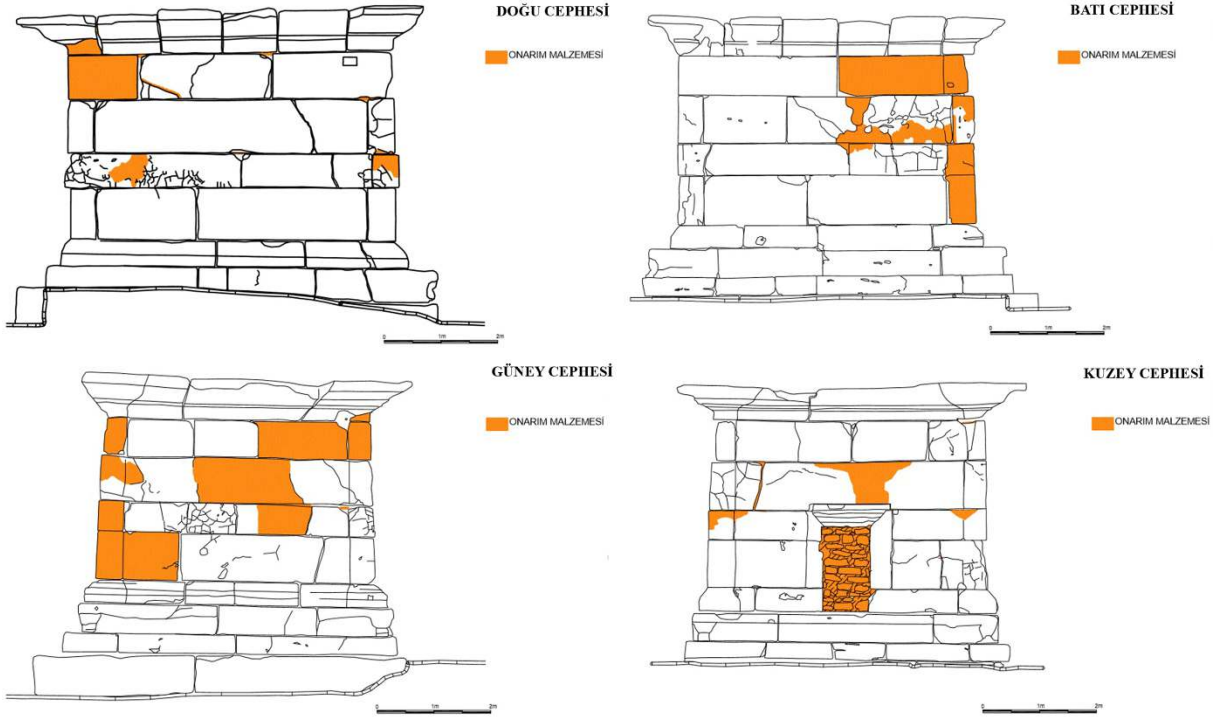 DOĞU CEPHESİ
ONARIM MALZEMESİ
0 1m 2m
BATI CEPHESİ
ONARIM MALZEMESİ
0 1m 2m
GÜNEY CEPHESİ
ONARIM MALZEMESİ
0 1m 2m
KUZEY CEPHESİ
ONARIM MALZEMESİ
0 1m 2m